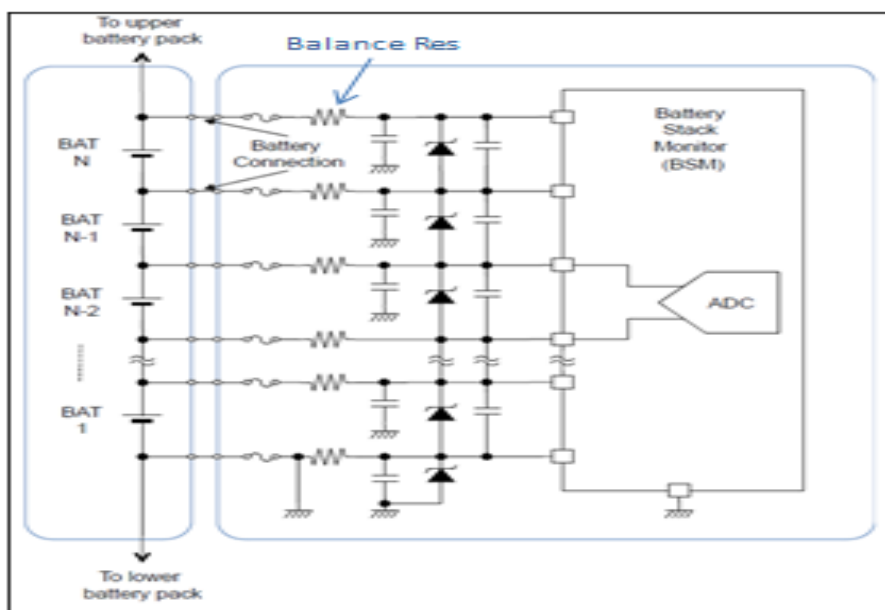 To upper
battery pack
Balance Res
BAT
N
Battery
Connection
Battery
Stack
Monitor
(BSM)
BAT
N-1
BAT
N-2
ADC
BAT
1
To lower
battery pack